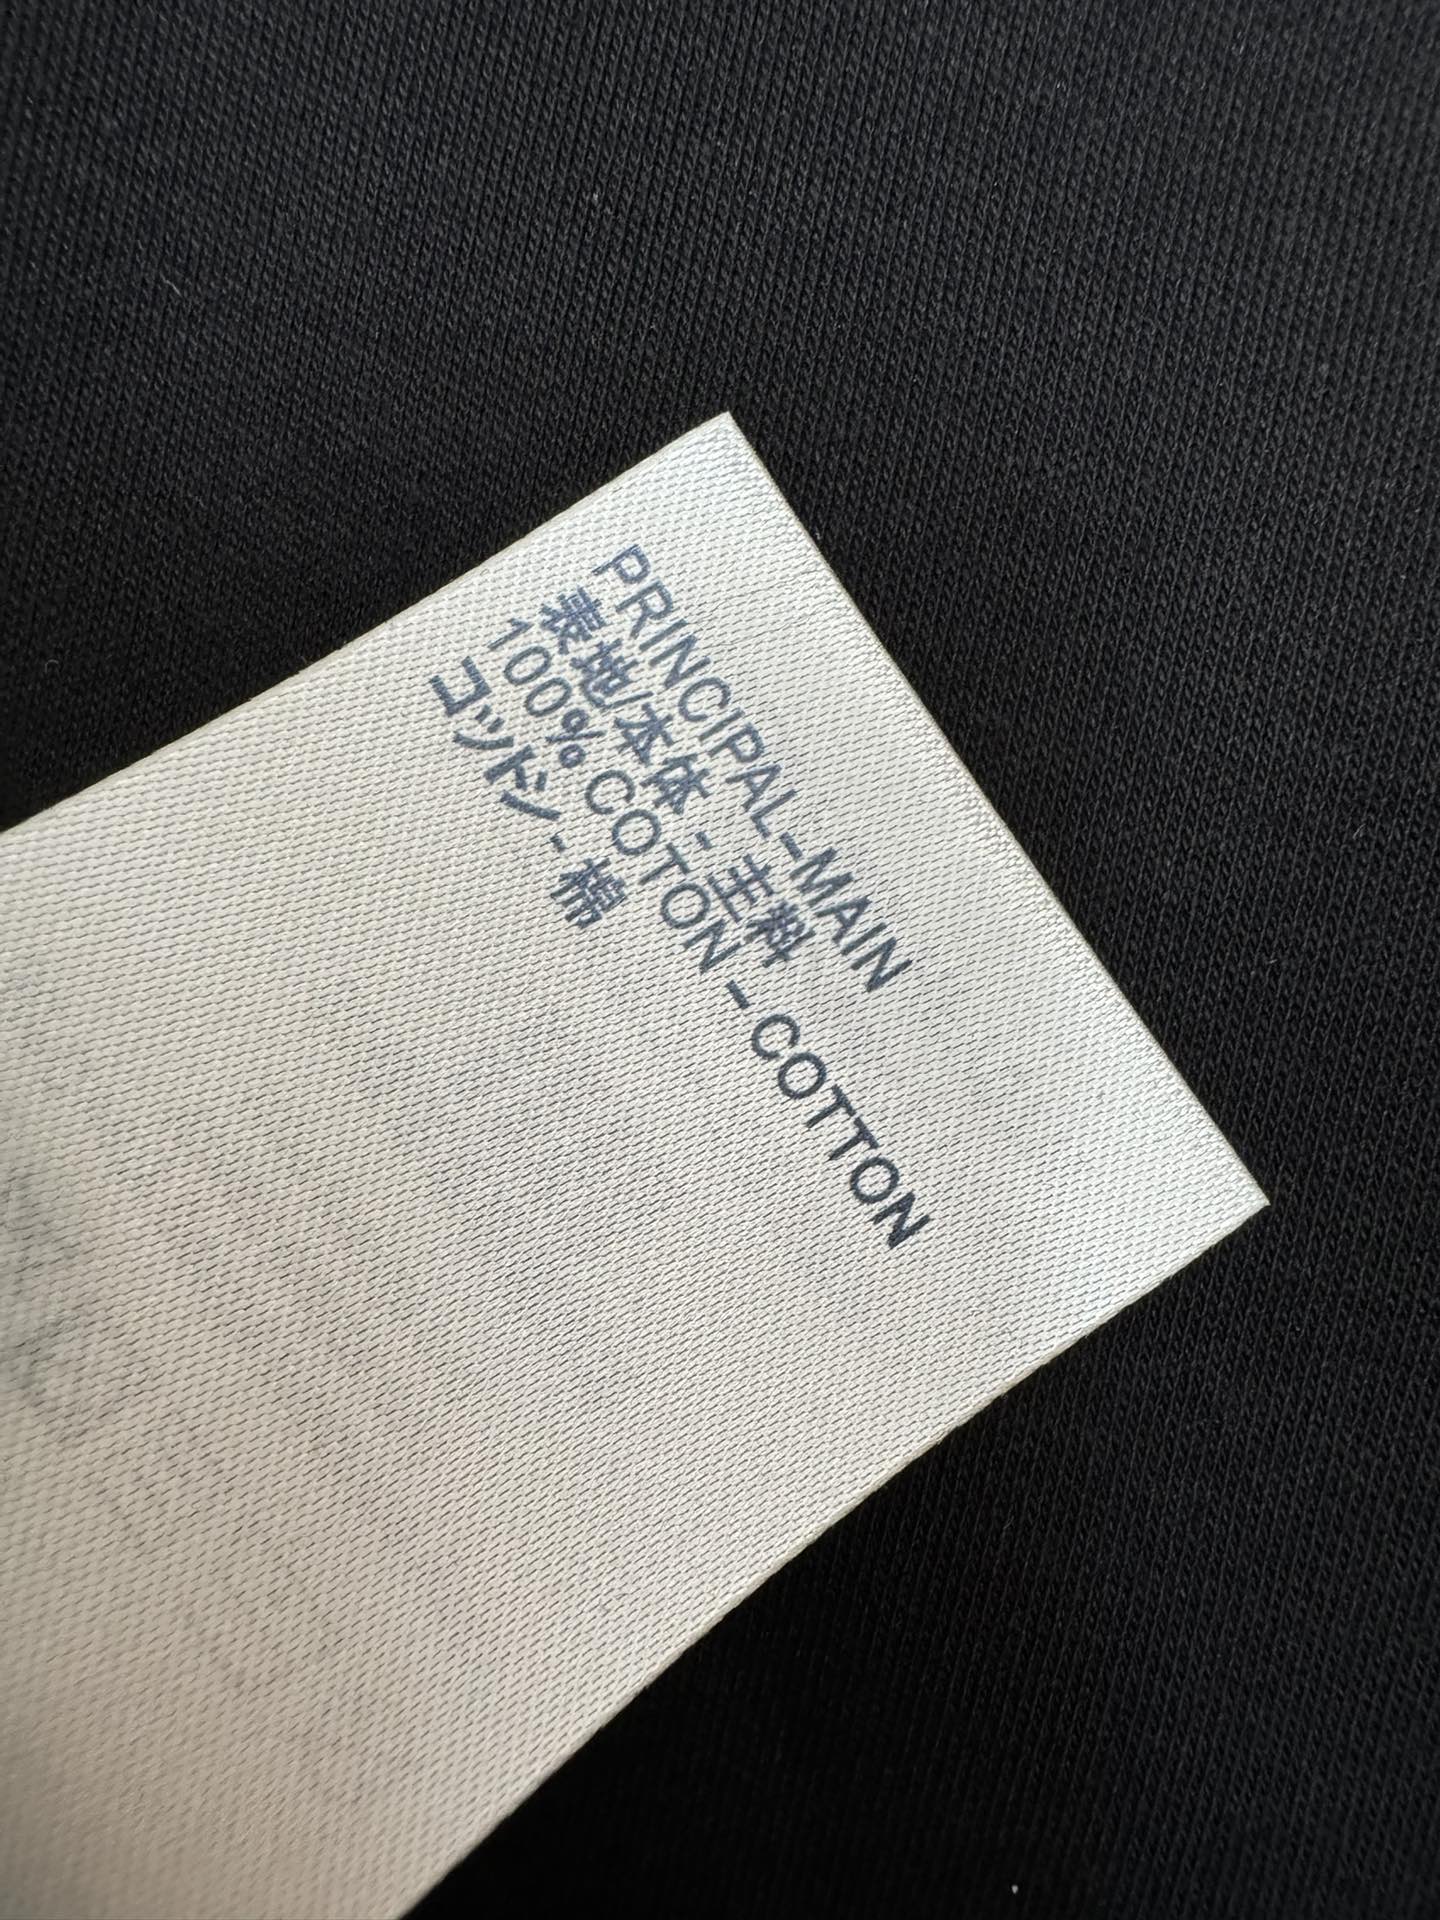 PRINCIPAL-MAIN
表地/本体 - 主料
100% COTON - COTTON
コットン - 棉